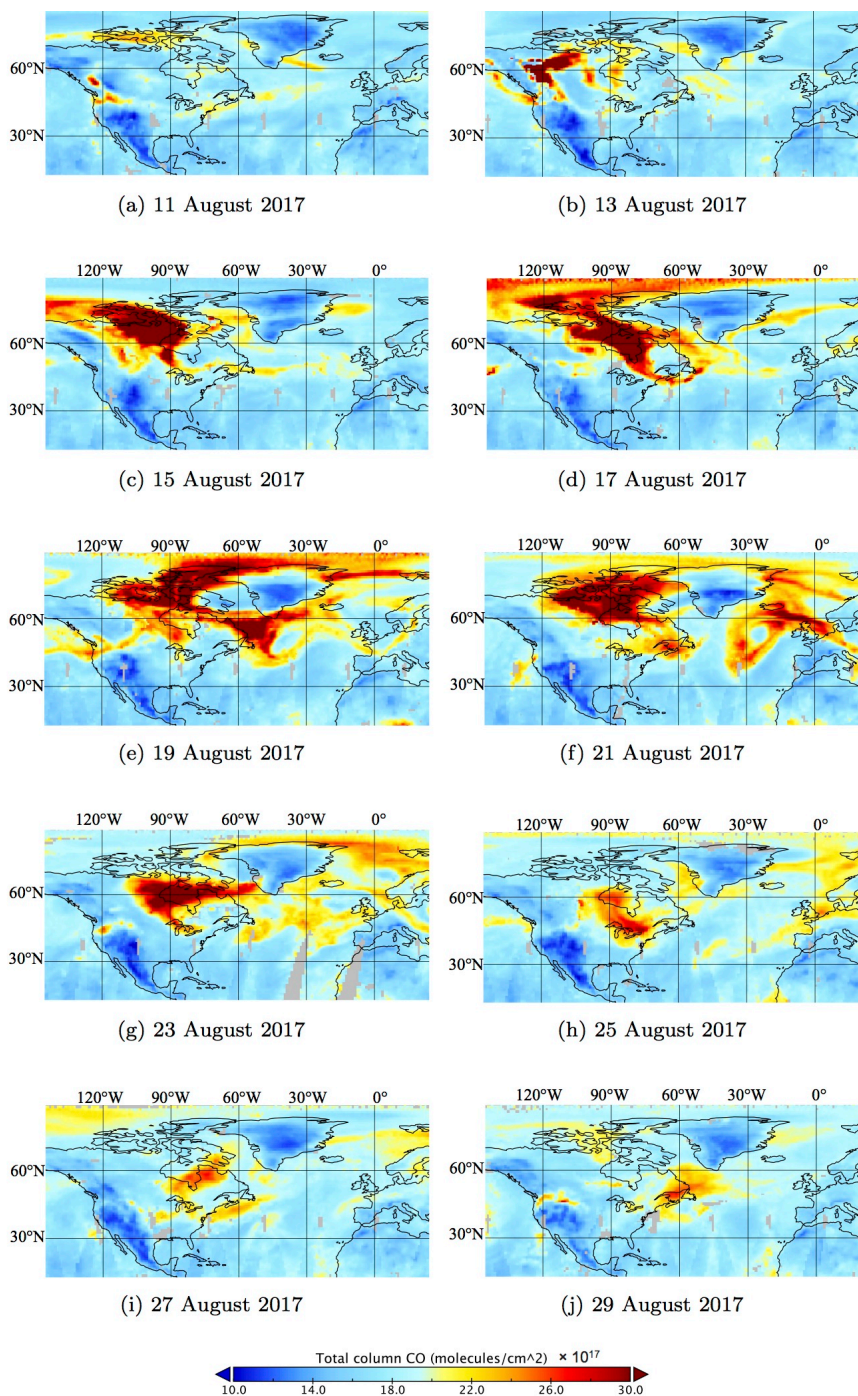 60°N
30°N
(a) 11 August 2017
60°N
30°N
(b) 13 August 2017
120°W 90°W 60°W 30°W 0°
60°N
30°N
(c) 15 August 2017
120°W 90°W 60°W 30°W 0°
60°N
30°N
(d) 17 August 2017
120°W 90°W 60°W 30°W 0°
60°N
30°N
(e) 19 August 2017
120°W 90°W 60°W 30°W 0°
60°N
30°N
(f) 21 August 2017
120°W 90°W 60°W 30°W 0°
60°N
30°N
(g) 23 August 2017
90°W 60°W 30°W 0°
60°N
30°N
(h) 25 August 2017
120°W 90°W 60°W 30°W 0°
60°N
30°N
(i) 27 August 2017
120°W 90°W 60°W 30°W 0°
60°N
30°N
(j) 29 August 2017
Total column CO (molecules/cm^2) × 10¹⁷
10.0 14.0 18.0 22.0 26.0 30.0